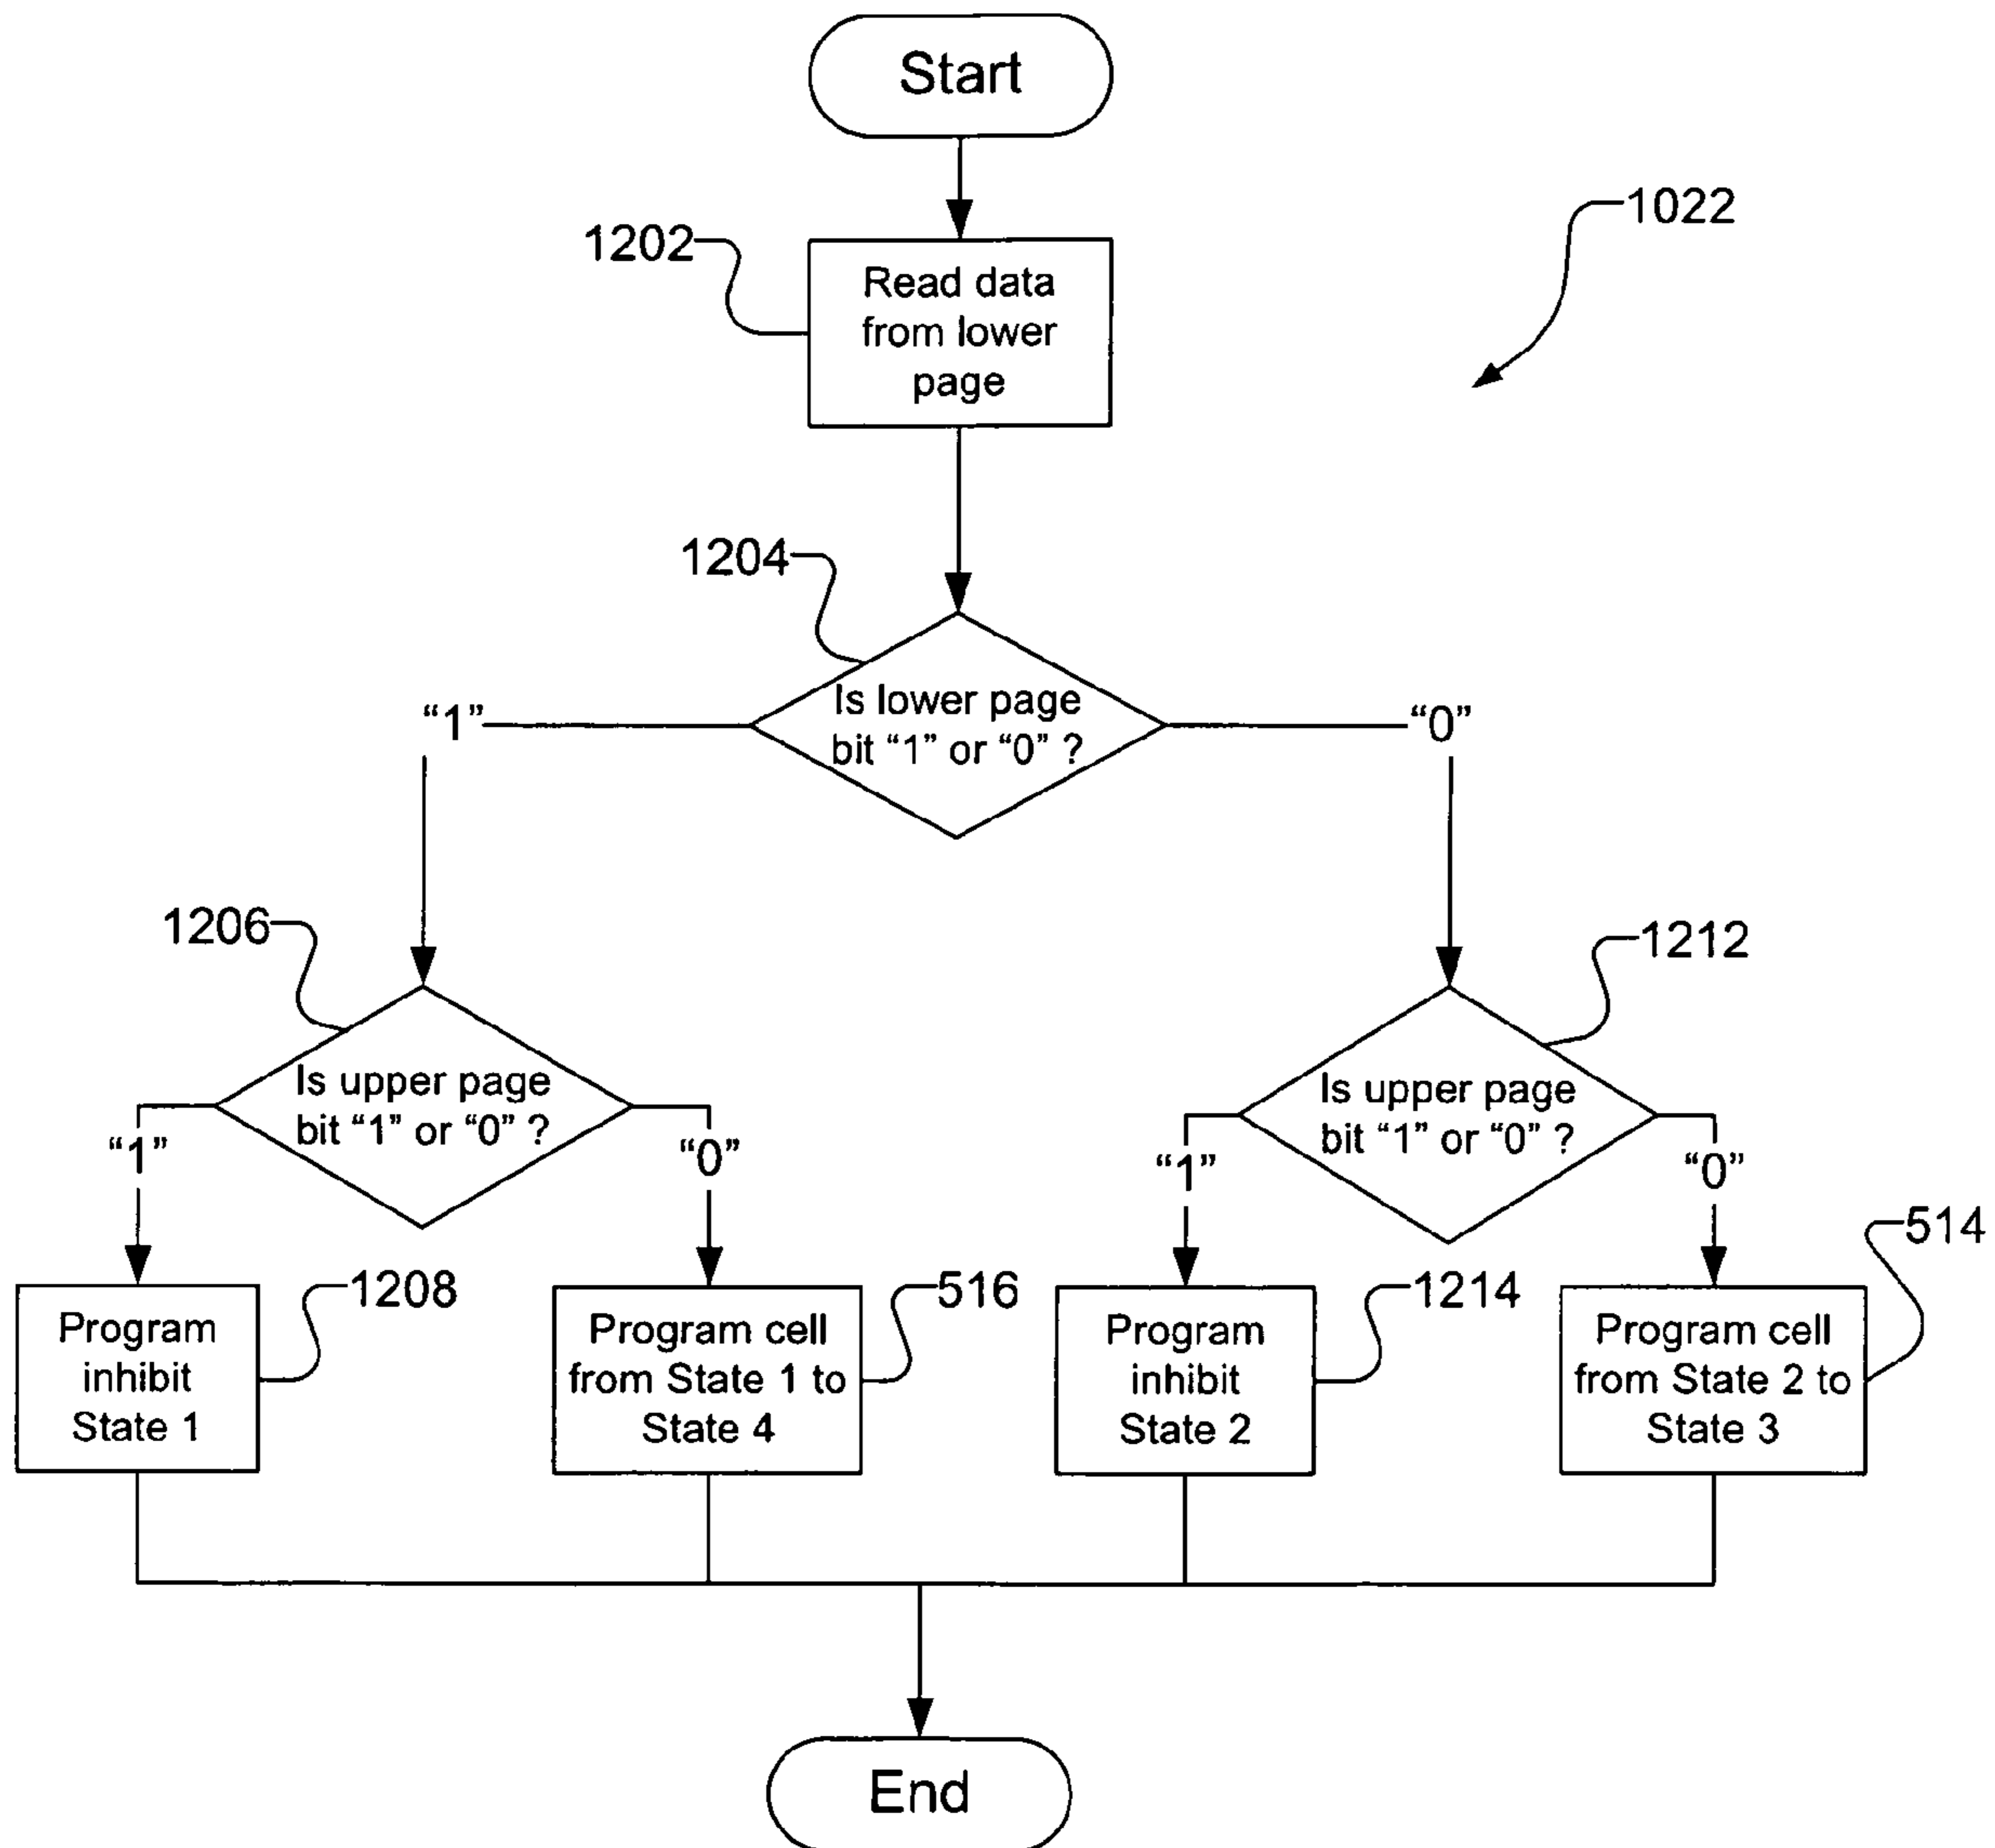 Start
1022
1202
Read data
from lower
page
1204
Is lower page
bit “1” or “0” ?
“1”
“0”
1206
1212
Is upper page
bit “1” or “0” ?
Is upper page
bit “1” or “0” ?
“1”
“0”
“1”
“0”
514
1208
516
1214
Program
inhibit
State 1
Program cell
from State 1 to
State 4
Program
inhibit
State 2
Program cell
from State 2 to
State 3
End